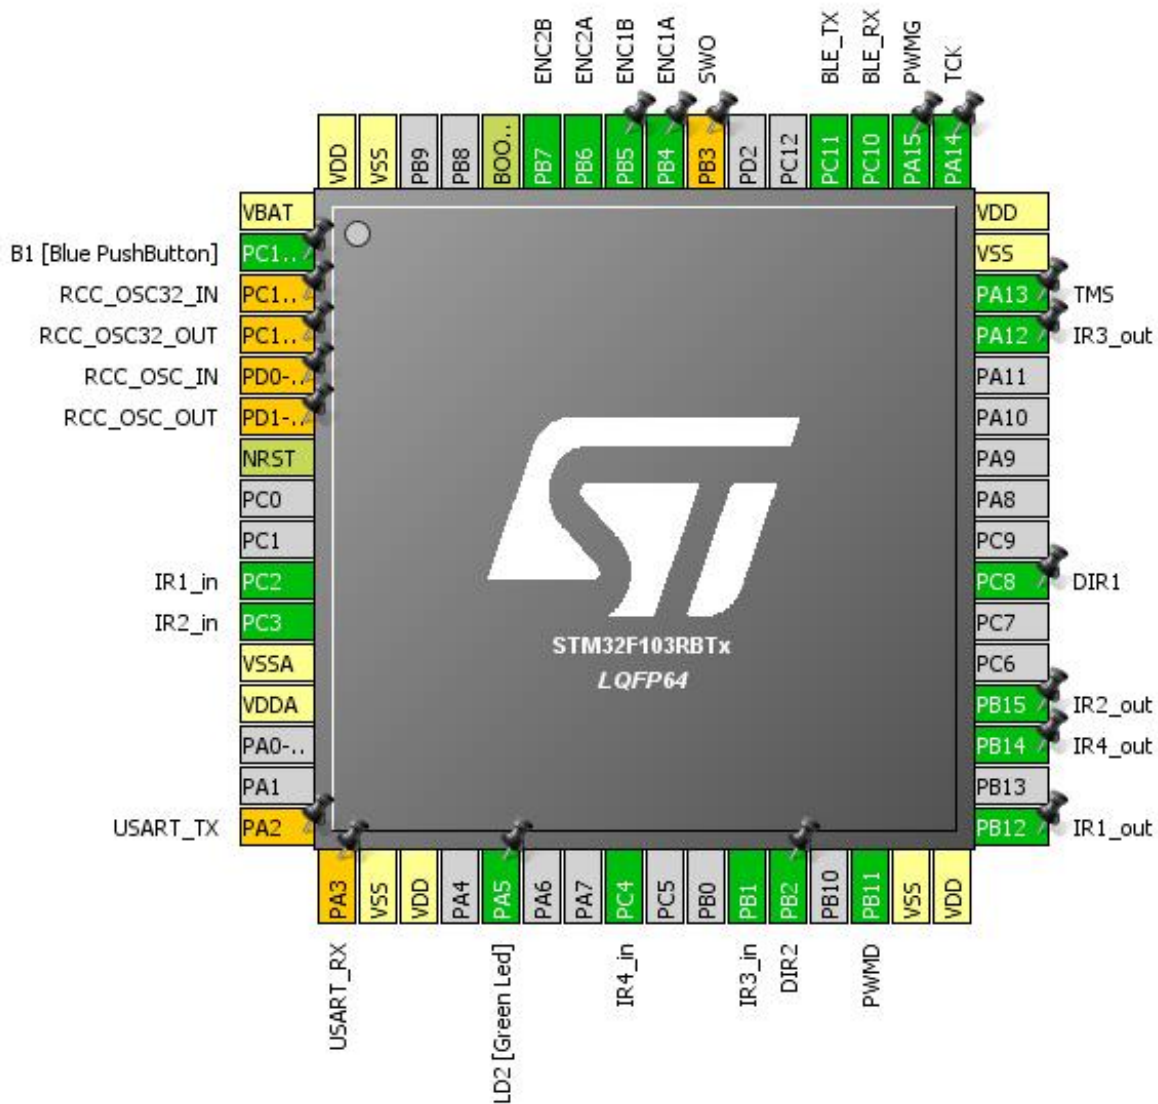 ENC2B
ENC2A
ENC1B
ENC1A
SWO
BLE_TX
BLE_RX
PWMG
TCK
VDD
VSS
PB9
PB8
BOO..
PB7
PB6
PB5
PB4
PB3
PD2
PC12
PC11
PC10
PA15
PA14
VBAT
B1 [Blue PushButton] PC1..
RCC_OSC32_IN PC1..
RCC_OSC32_OUT PC1..
RCC_OSC_IN PD0-..
RCC_OSC_OUT PD1-..
NRST
PC0
PC1
IR1_in PC2
IR2_in PC3
VSSA
VDDA
PA0-..
PA1
USART_TX PA2
VDD
VSS
PA13 TMS
PA12 IR3_out
PA11
PA10
PA9
PA8
PC9
PC8 DIR1
PC7
PC6
PB15 IR2_out
PB14 IR4_out
PB13
PB12 IR1_out
ST
STM32F103RBTx
LQFP64
PA3
VSS
VDD
PA4
PA5
PA6
PA7
PC4
PC5
PB0
PB1
PB2
PB10
PB11
VSS
VDD
USART_RX
LD2 [Green Led]
IR4_in
IR3_in
DIR2
PWMD